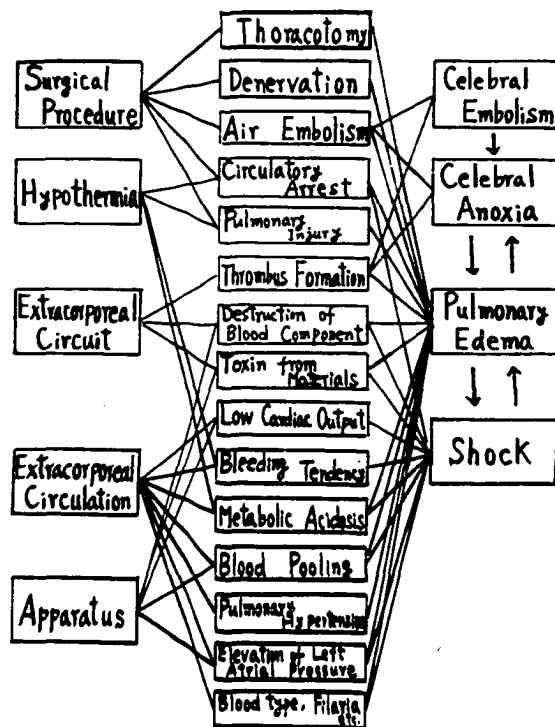 Surgical
Procedure
Hypothermia
Extracorporeal
Circuit
Extracorporeal
Circulation
Apparatus
Thoracotomy
Denervation
Air Embolism
Circulatory
Arrest
Pulmonary
Injury
Thrombus Formation
Destruction of
Blood Component
Toxin from
Materials
Low Cardiac Output
Bleeding Tendency
Metabolic Acidosis
Blood Pooling
Pulmonary
Hypertension
Elevation of Left
Atrial Pressure
Blood type, Filaria
etc.
Celebral
Embolism
Celebral
Anoxia
Pulmonary
Edema
Shock